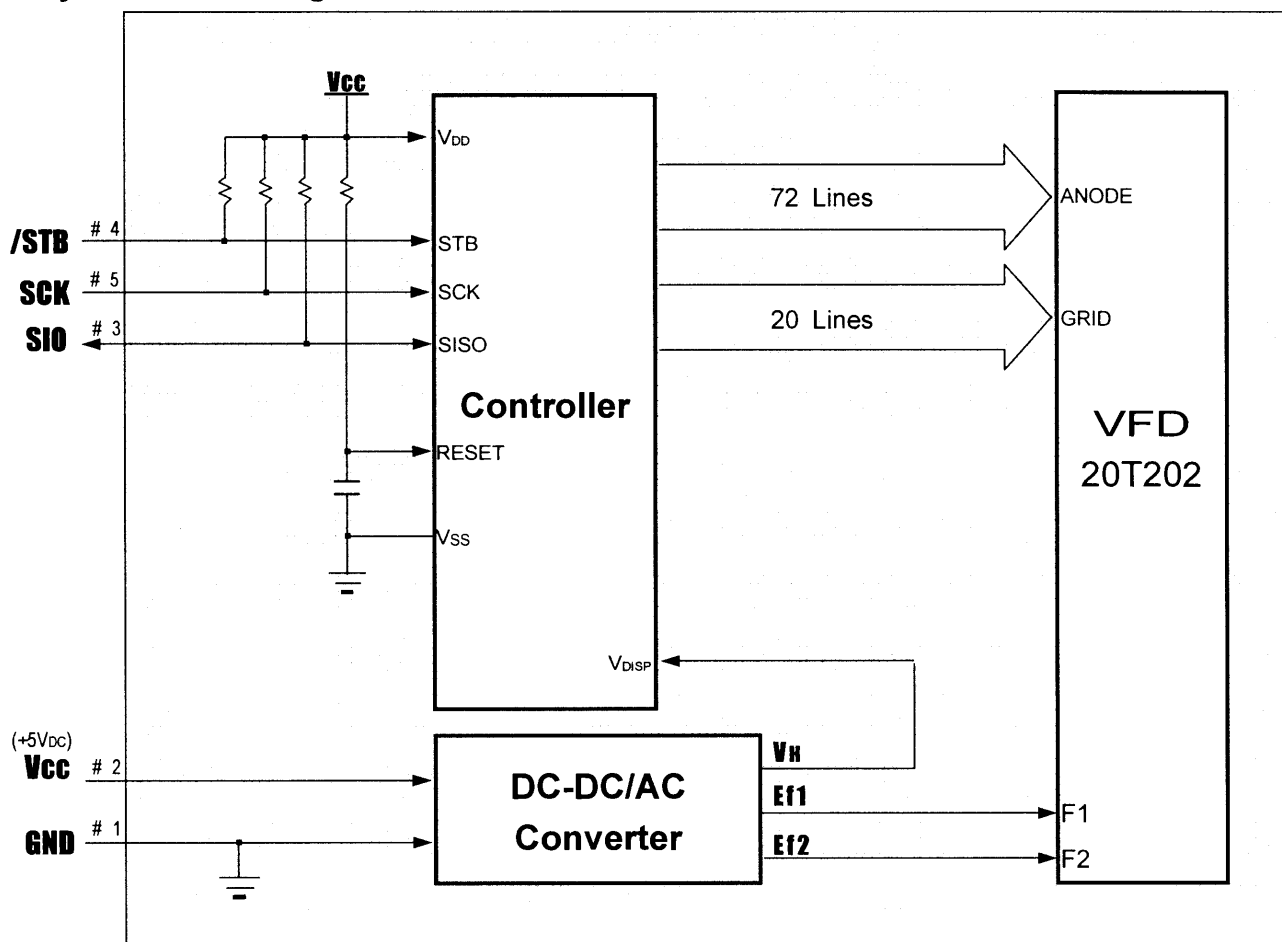 Vcc
VDD
72 Lines
ANODE
/STB
# 4
STB
SCK
# 5
SCK
SIO
# 3
SISO
20 Lines
GRID
Controller
VFD
20T202
RESET
VSS
VDISP
(+5VDC)
Vcc
# 2
DC-DC/AC
Converter
VH
Ef1
F1
GND
# 1
Ef2
F2